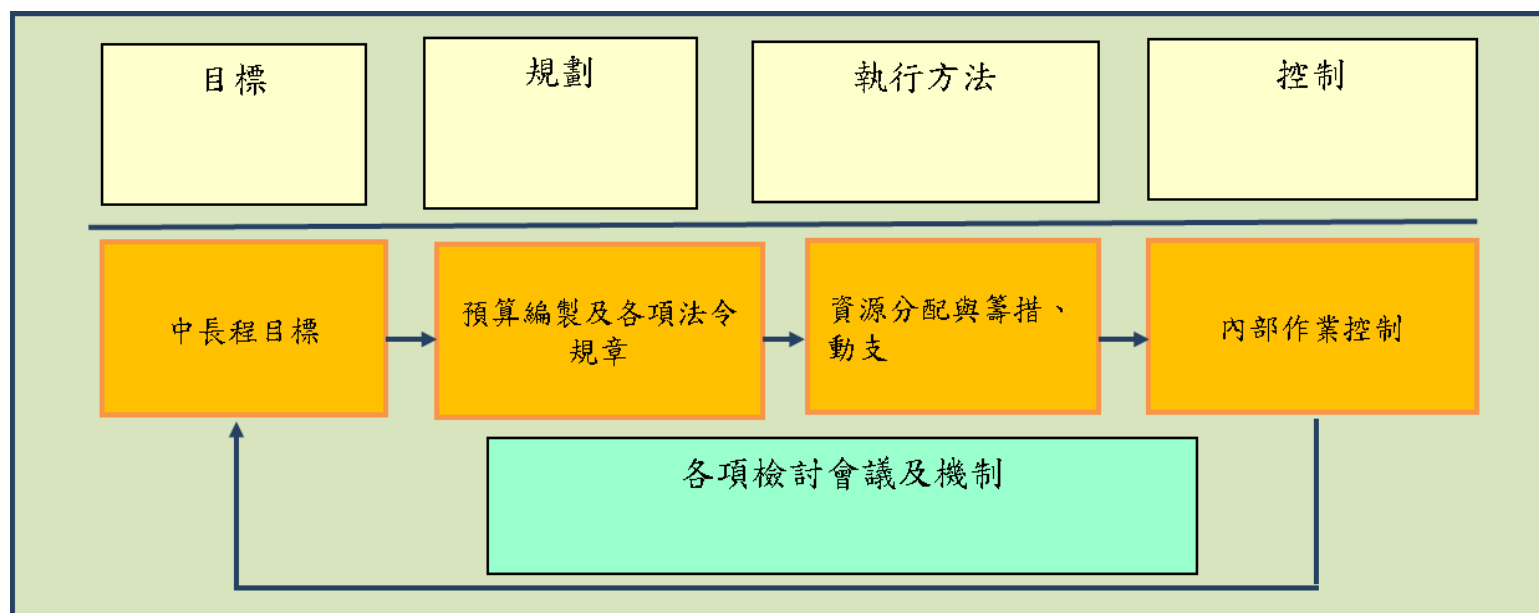 目標
規劃
執行方法
控制
中長程目標
預算編製及各項法令
規章
資源分配與籌措、
動支
內部作業控制
各項檢討會議及機制